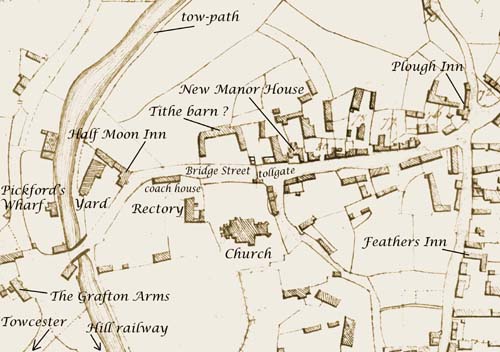 tow-path
Plough Inn
New Manor House
Tithe barn ?
Half Moon Inn
Bridge Street
tollgate
Pickford's
Wharf
Yard
coach house
Rectory
Church
Feathers Inn
The Grafton Arms
Towcester
Hill railway